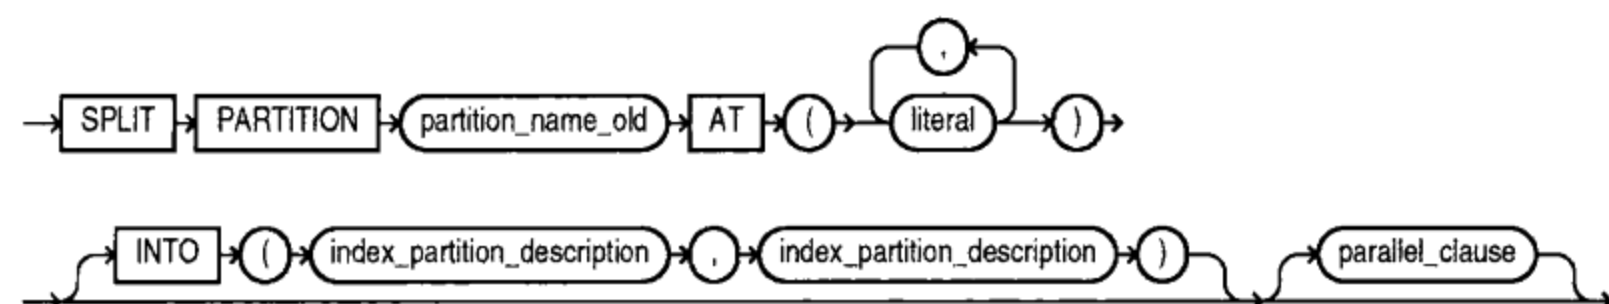 SPLIT PARTITION partition_name_old AT ( literal , )
INTO ( index_partition_description , index_partition_description ) parallel_clause